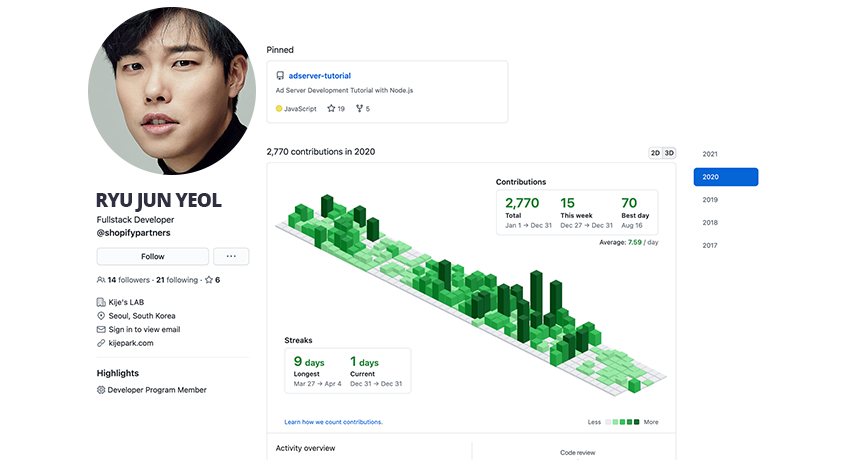 RYU JUN YEOL
Fullstack Developer
@shopifypartners
Follow
...
14 followers · 21 following · 6
Kije's LAB
Seoul, South Korea
Sign in to view email
kijepark.com
Highlights
Developer Program Member
Pinned
adserver-tutorial
Ad Server Development Tutorial with Node.js
JavaScript 19 5
2,770 contributions in 2020
2D 3D
Contributions
2,770 15 70
Total This week Best day
Jan 1 → Dec 31 Dec 27 → Dec 31 Aug 16
Average: 7.59 / day
Streaks
9 days 1 days
Longest Current
Mar 27 → Apr 4 Dec 31 → Dec 31
Learn how we count contributions.
Less More
Activity overview
Code review
2021
2020
2019
2018
2017